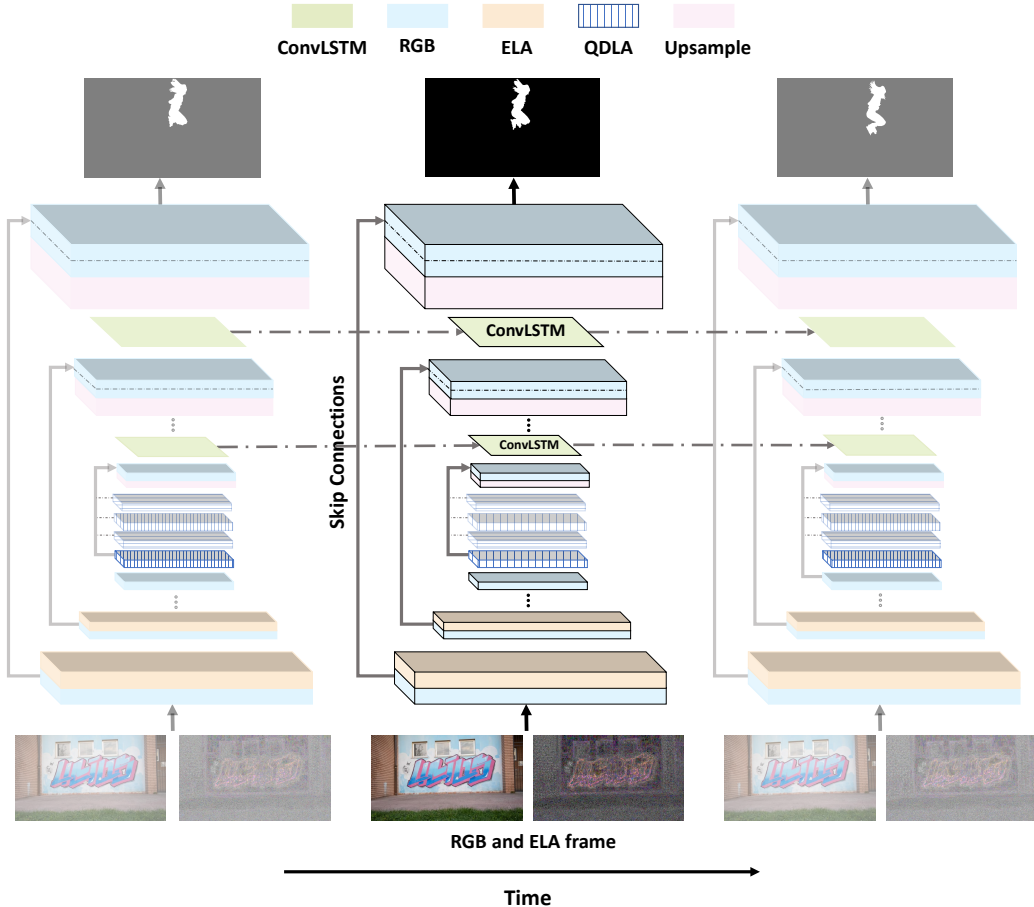 ConvLSTM
RGB
ELA
QDLA
Upsample
ConvLSTM
Skip Connections
ConvLSTM
RGB and ELA frame
Time